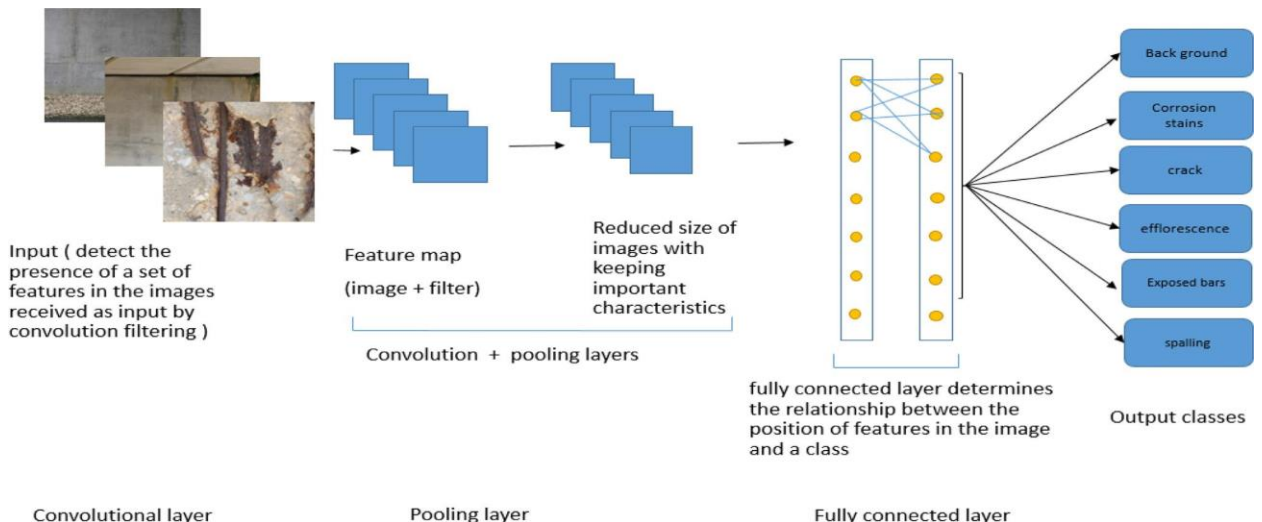 Input ( detect the
presence of a set of
features in the images
received as input by
convolution filtering )
Feature map
(image + filter)
Reduced size of
images with
keeping
important
characteristics
Convolution + pooling layers
fully connected layer determines
the relationship between the
position of features in the image
and a class
Back ground
Corrosion
stains
crack
efflorescence
Exposed bars
spalling
Output classes
Convolutional layer
Pooling layer
Fully connected layer